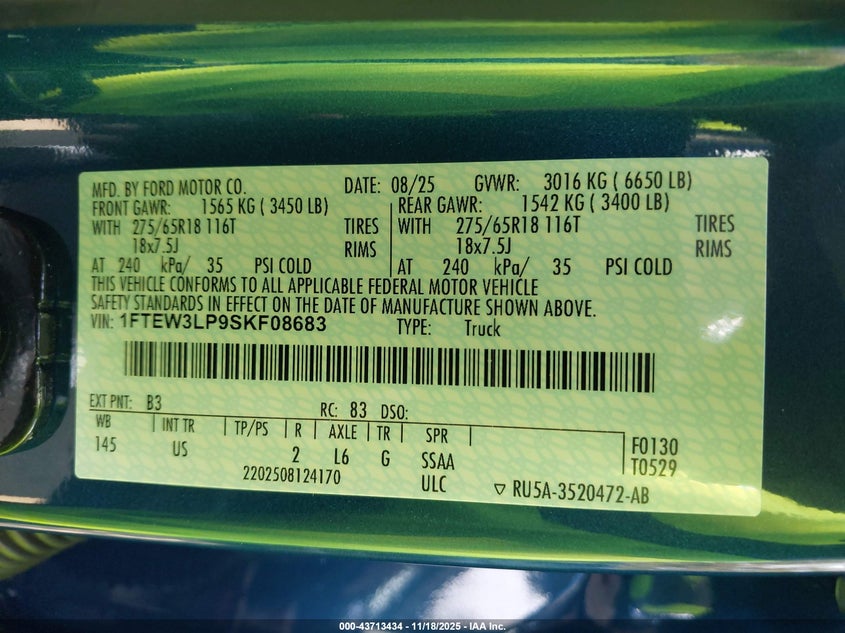 MFD. BY FORD MOTOR CO. DATE: 08/25 GVWR: 3016 KG ( 6650 LB)
FRONT GAWR: 1565 KG ( 3450 LB) REAR GAWR: 1542 KG ( 3400 LB)
WITH 275/65R18 116T TIRES WITH 275/65R18 116T TIRES
18x7.5J RIMS 18x7.5J RIMS
AT 240 kPa/ 35 PSI COLD AT 240 kPa/ 35 PSI COLD
THIS VEHICLE CONFORMS TO ALL APPLICABLE FEDERAL MOTOR VEHICLE
SAFETY STANDARDS IN EFFECT ON THE DATE OF MANUFACTURE SHOWN ABOVE.
VIN: 1FTEW3LP9SKF08683 TYPE: Truck
EXT PNT: B3 RC: 83 DSO:
WB INT TR TP/PS R AXLE TR SPR F0130
145 US 2 L6 G SSAA T0529
2202508124170 ULC ▽ RU5A-3520472-AB
000-43713434 - 11/18/2025 - IAA Inc.